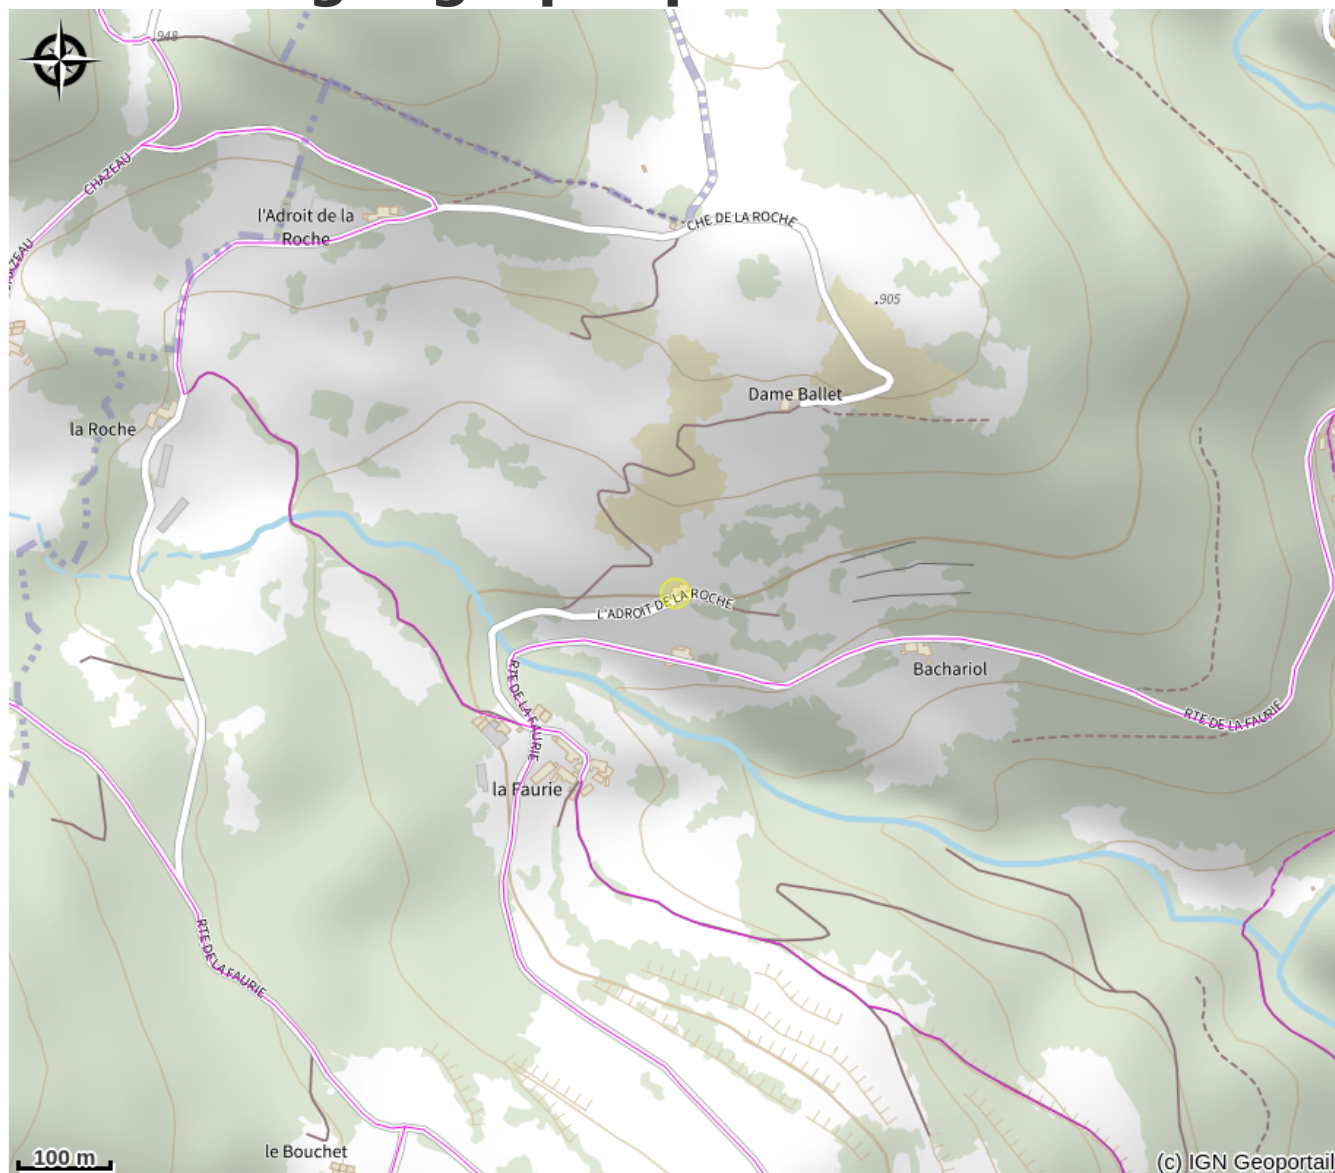 948
CHAZEAU
l'Adroit de la
Roche
CHE DE LA ROCHE
.905
Dame Ballet
la Roche
L'ADROIT DE LA ROCHE
RTE DE LA FAURIE
Bachariol
RTE DE LA FAURIE
la Faurie
RTE DE LA FAURIE
le Bouchet
100 m
(c) IGN Geoportail